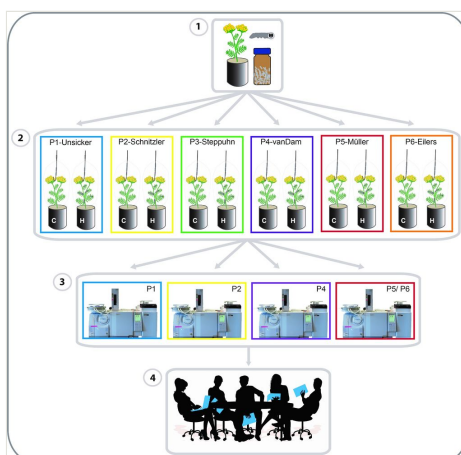 1
2
P1-Unsicker P2-Schnitzler P3-Steppuhn P4-vanDam P5-Müller P6-Eilers
C H C H C H C H C H C H
3
P1 P2 P4 P5/ P6
4